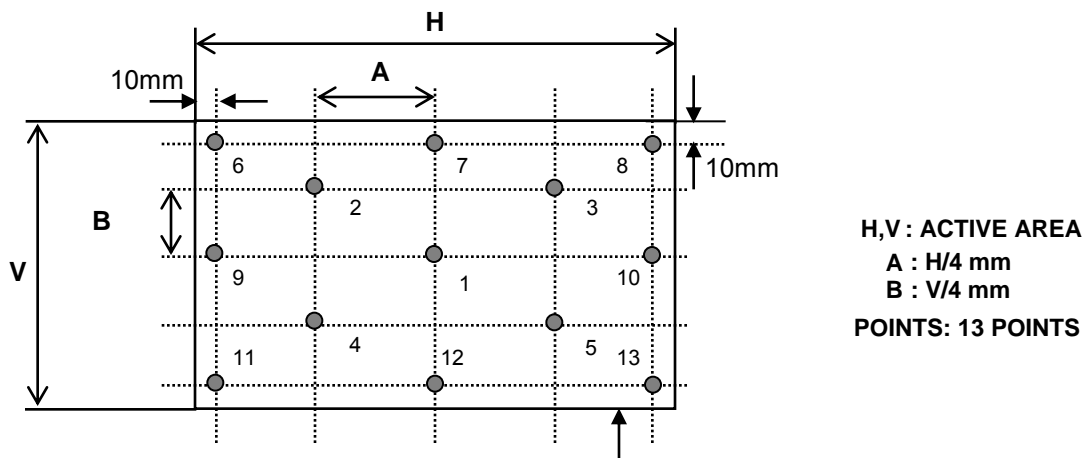 H
A
10mm
6
7
8
10mm
2
3
B
V
9
1
10
H,V : ACTIVE AREA
A : H/4 mm
B : V/4 mm
POINTS: 13 POINTS
4
5
11
12
13